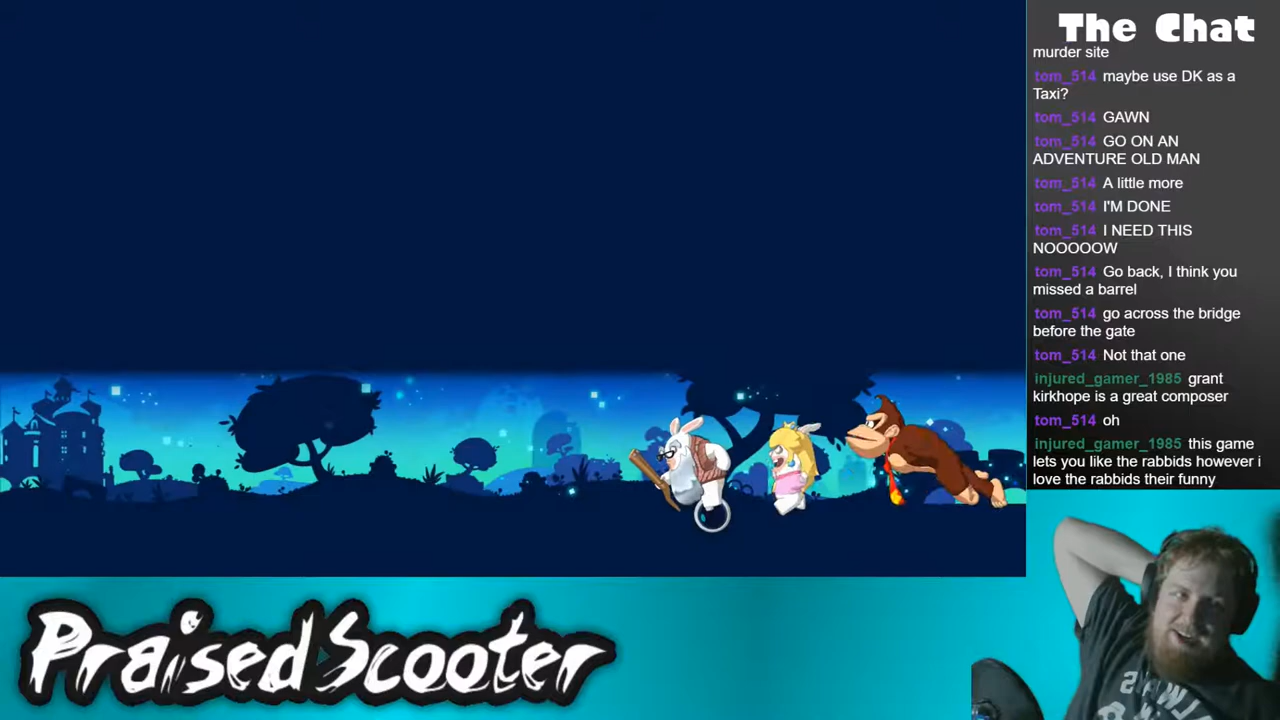 The Chat
murder site
tom_514 maybe use DK as a
Taxi?
tom_514 GAWN
tom_514 GO ON AN
ADVENTURE OLD MAN
tom_514 A little more
tom_514 I'M DONE
tom_514 I NEED THIS
NOOOOOW
tom_514 Go back, I think you
missed a barrel
tom_514 go across the bridge
before the gate
tom_514 Not that one
injured_gamer_1985 grant
kirkhope is a great composer
tom_514 oh
injured_gamer_1985 this game
lets you like the rabbids however i
love the rabbids their funny
PraisedScooter